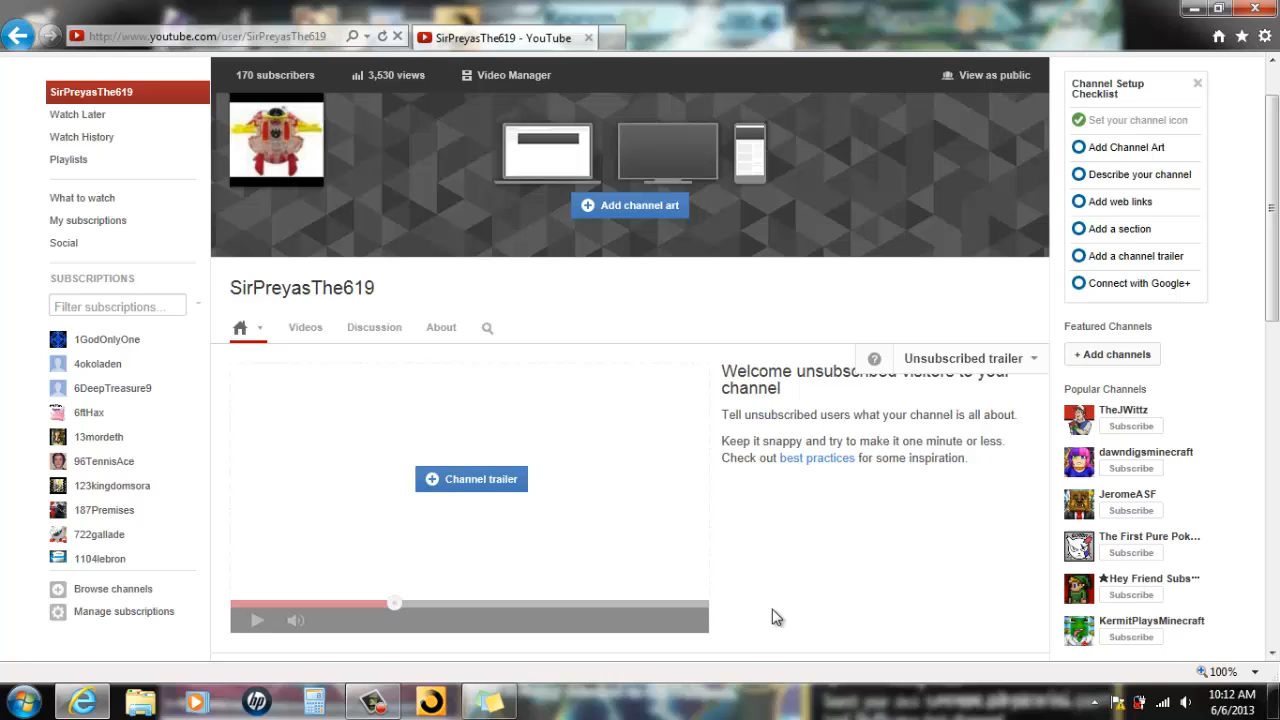 http://www.youtube.com/user/SirPreyasThe619
SirPreyasThe619 - YouTube
SirPreyasThe619
Watch Later
Watch History
Playlists
What to watch
My subscriptions
Social
SUBSCRIPTIONS
Filter subscriptions...
1GodOnlyOne
4okoladen
6DeepTreasure9
6ftHax
13mordeth
96TennisAce
123kingdomsora
187Premises
722gallade
1104lebron
Browse channels
Manage subscriptions
170 subscribers
3,530 views
Video Manager
View as public
Add channel art
SirPreyasThe619
Videos
Discussion
About
Unsubscribed trailer
Welcome unsubscribed visitors to your
channel
Tell unsubscribed users what your channel is all about.
Keep it snappy and try to make it one minute or less.
Check out best practices for some inspiration.
Channel trailer
Channel Setup
Checklist
Set your channel icon
Add Channel Art
Describe your channel
Add web links
Add a section
Add a channel trailer
Connect with Google+
Featured Channels
+ Add channels
Popular Channels
TheJWittz
Subscribe
dawndigsminecraft
Subscribe
JeromeASF
Subscribe
The First Pure Pok...
Subscribe
★Hey Friend Subs...
Subscribe
KermitPlaysMinecraft
Subscribe
100%
hp
10:12 AM
6/6/2013